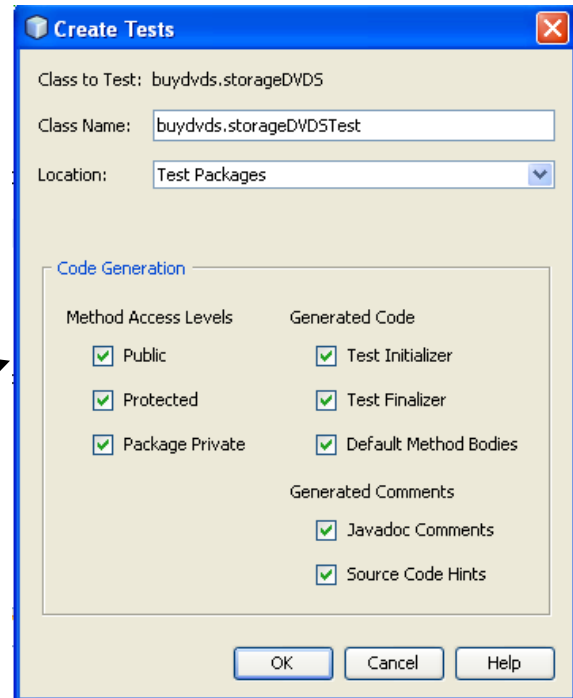 Create Tests
Class to Test: buydvds.storageDVDS
Class Name: buydvds.storageDVDSTest
Location: Test Packages
Code Generation
Method Access Levels
Public
Protected
Package Private
Generated Code
Test Initializer
Test Finalizer
Default Method Bodies
Generated Comments
Javadoc Comments
Source Code Hints
OK Cancel Help